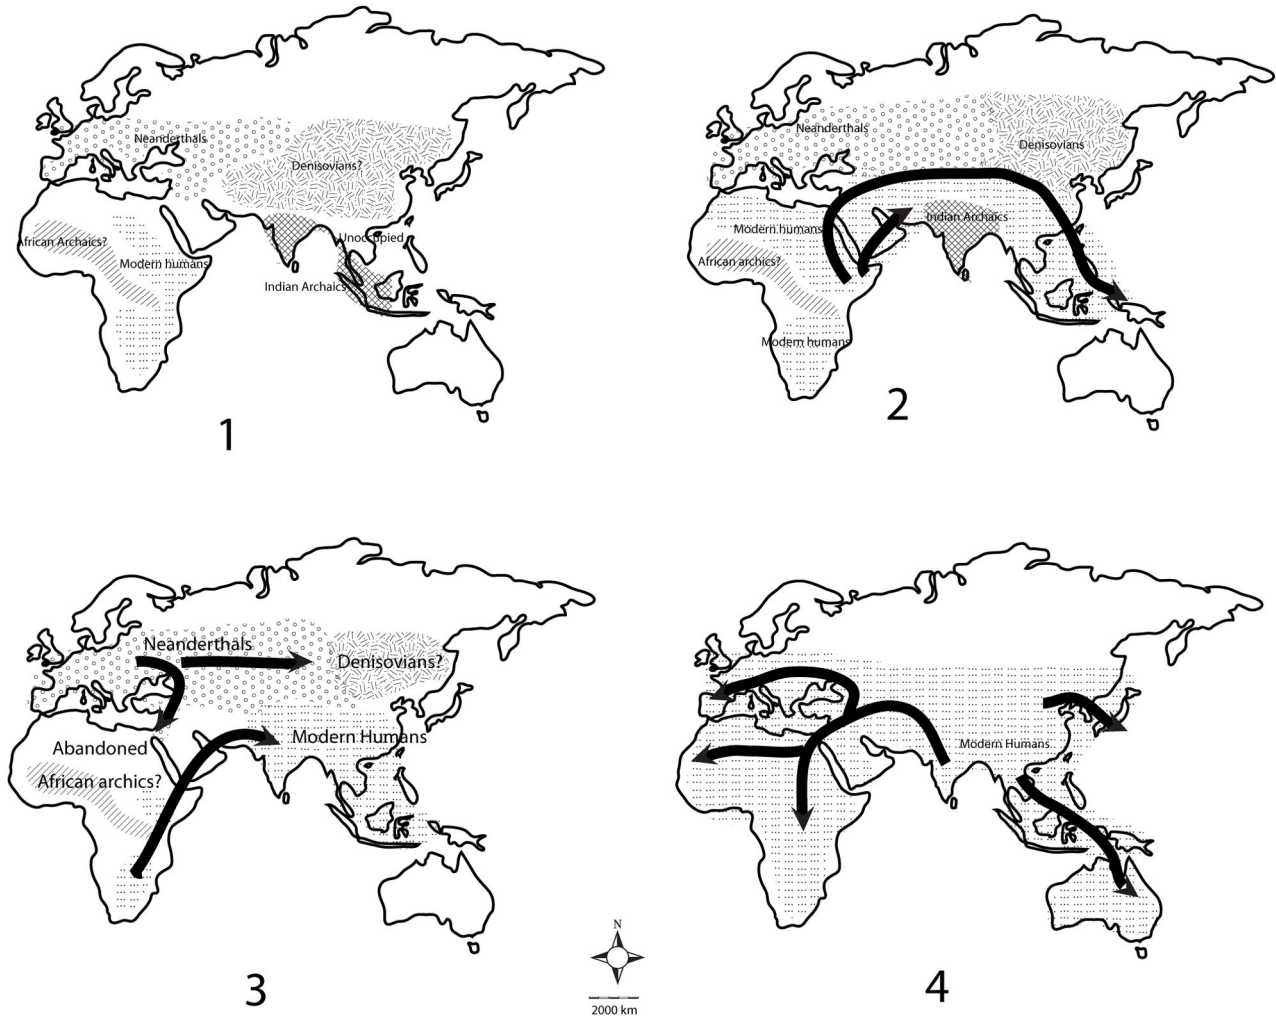 Neanderthals
Denisovians?
African Archaics?
Unoccupied
Modern humans
Indian Archaics
1
Neanderthals
Denisovians
Indian Archaics
Modern humans
African archics?
Modern humans
2
Neanderthals
Denisovians?
Modern Humans
Abandoned
African archics?
3
Modern Humans
4
N
2000 km